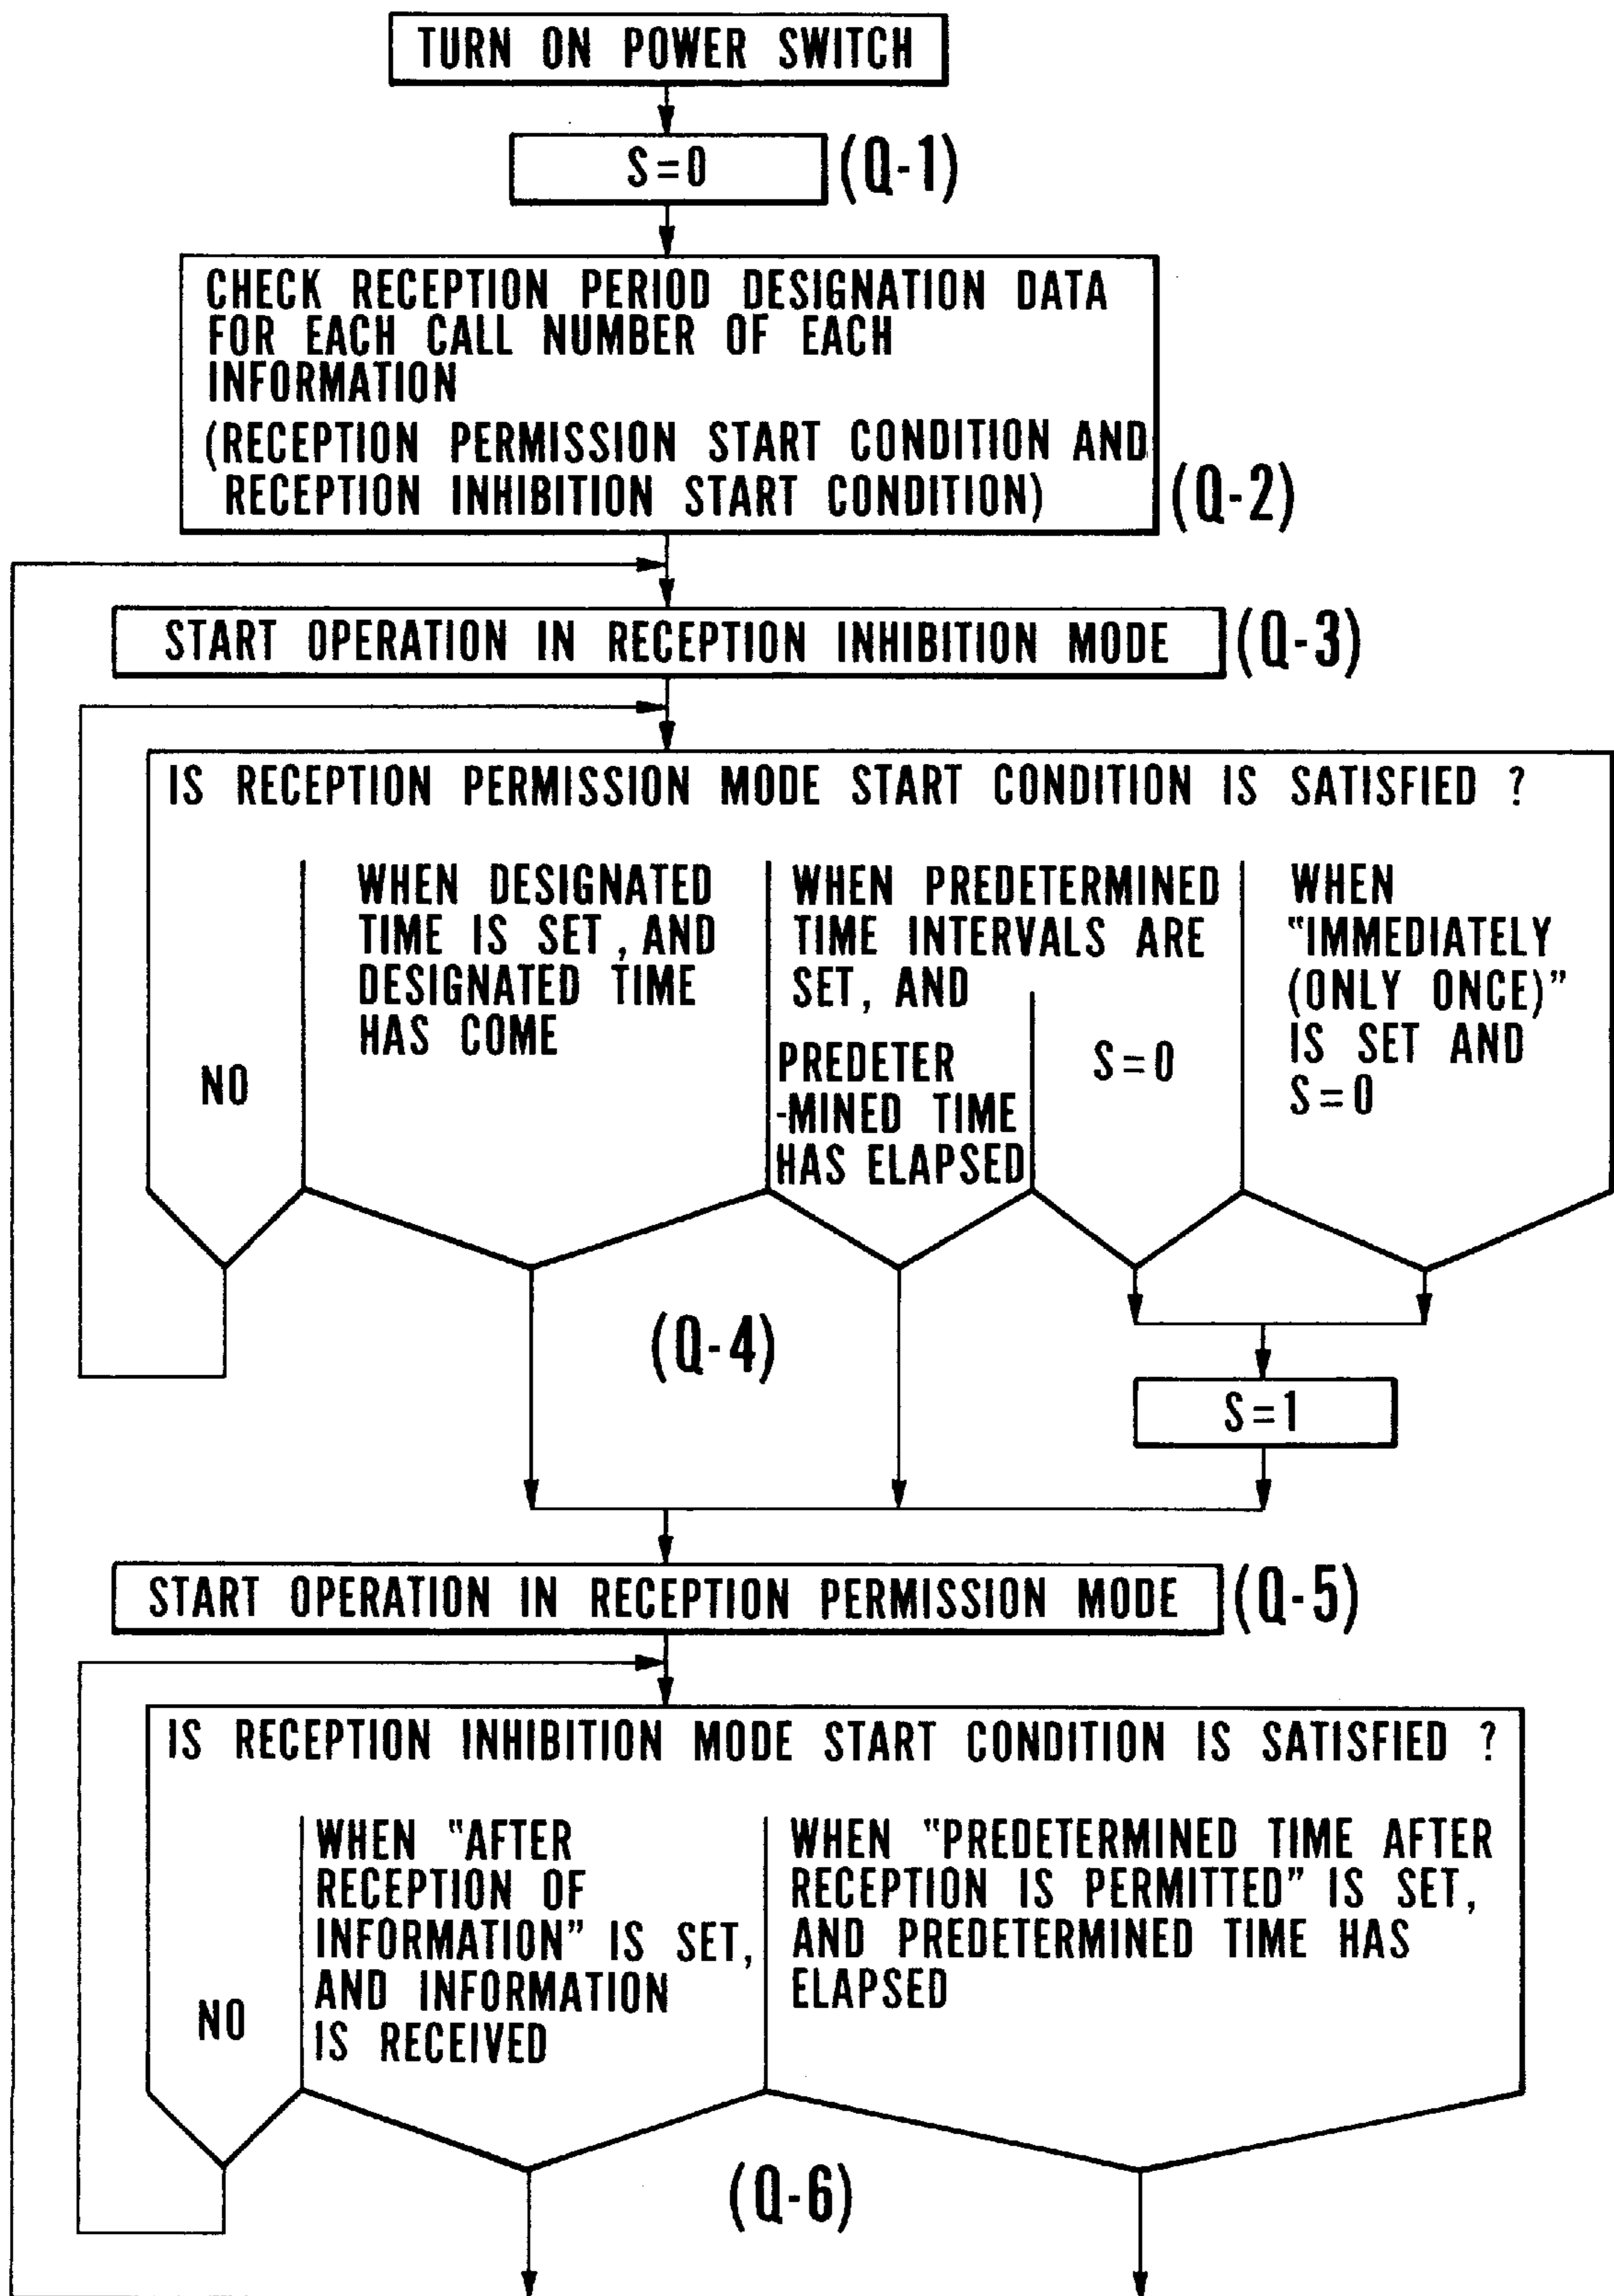 TURN ON POWER SWITCH
S=0
(Q-1)
CHECK RECEPTION PERIOD DESIGNATION DATA
FOR EACH CALL NUMBER OF EACH
INFORMATION
(RECEPTION PERMISSION START CONDITION AND
RECEPTION INHIBITION START CONDITION)
(Q-2)
START OPERATION IN RECEPTION INHIBITION MODE
(Q-3)
IS RECEPTION PERMISSION MODE START CONDITION IS SATISFIED ?
NO
WHEN DESIGNATED
TIME IS SET, AND
DESIGNATED TIME
HAS COME
WHEN PREDETERMINED
TIME INTERVALS ARE
SET, AND
PREDETER
-MINED TIME
HAS ELAPSED
S=0
WHEN
"IMMEDIATELY
(ONLY ONCE)"
IS SET AND
S=0
(Q-4)
S=1
START OPERATION IN RECEPTION PERMISSION MODE
(Q-5)
IS RECEPTION INHIBITION MODE START CONDITION IS SATISFIED ?
NO
WHEN "AFTER
RECEPTION OF
INFORMATION" IS SET,
AND INFORMATION
IS RECEIVED
WHEN "PREDETERMINED TIME AFTER
RECEPTION IS PERMITTED" IS SET,
AND PREDETERMINED TIME HAS
ELAPSED
(Q-6)